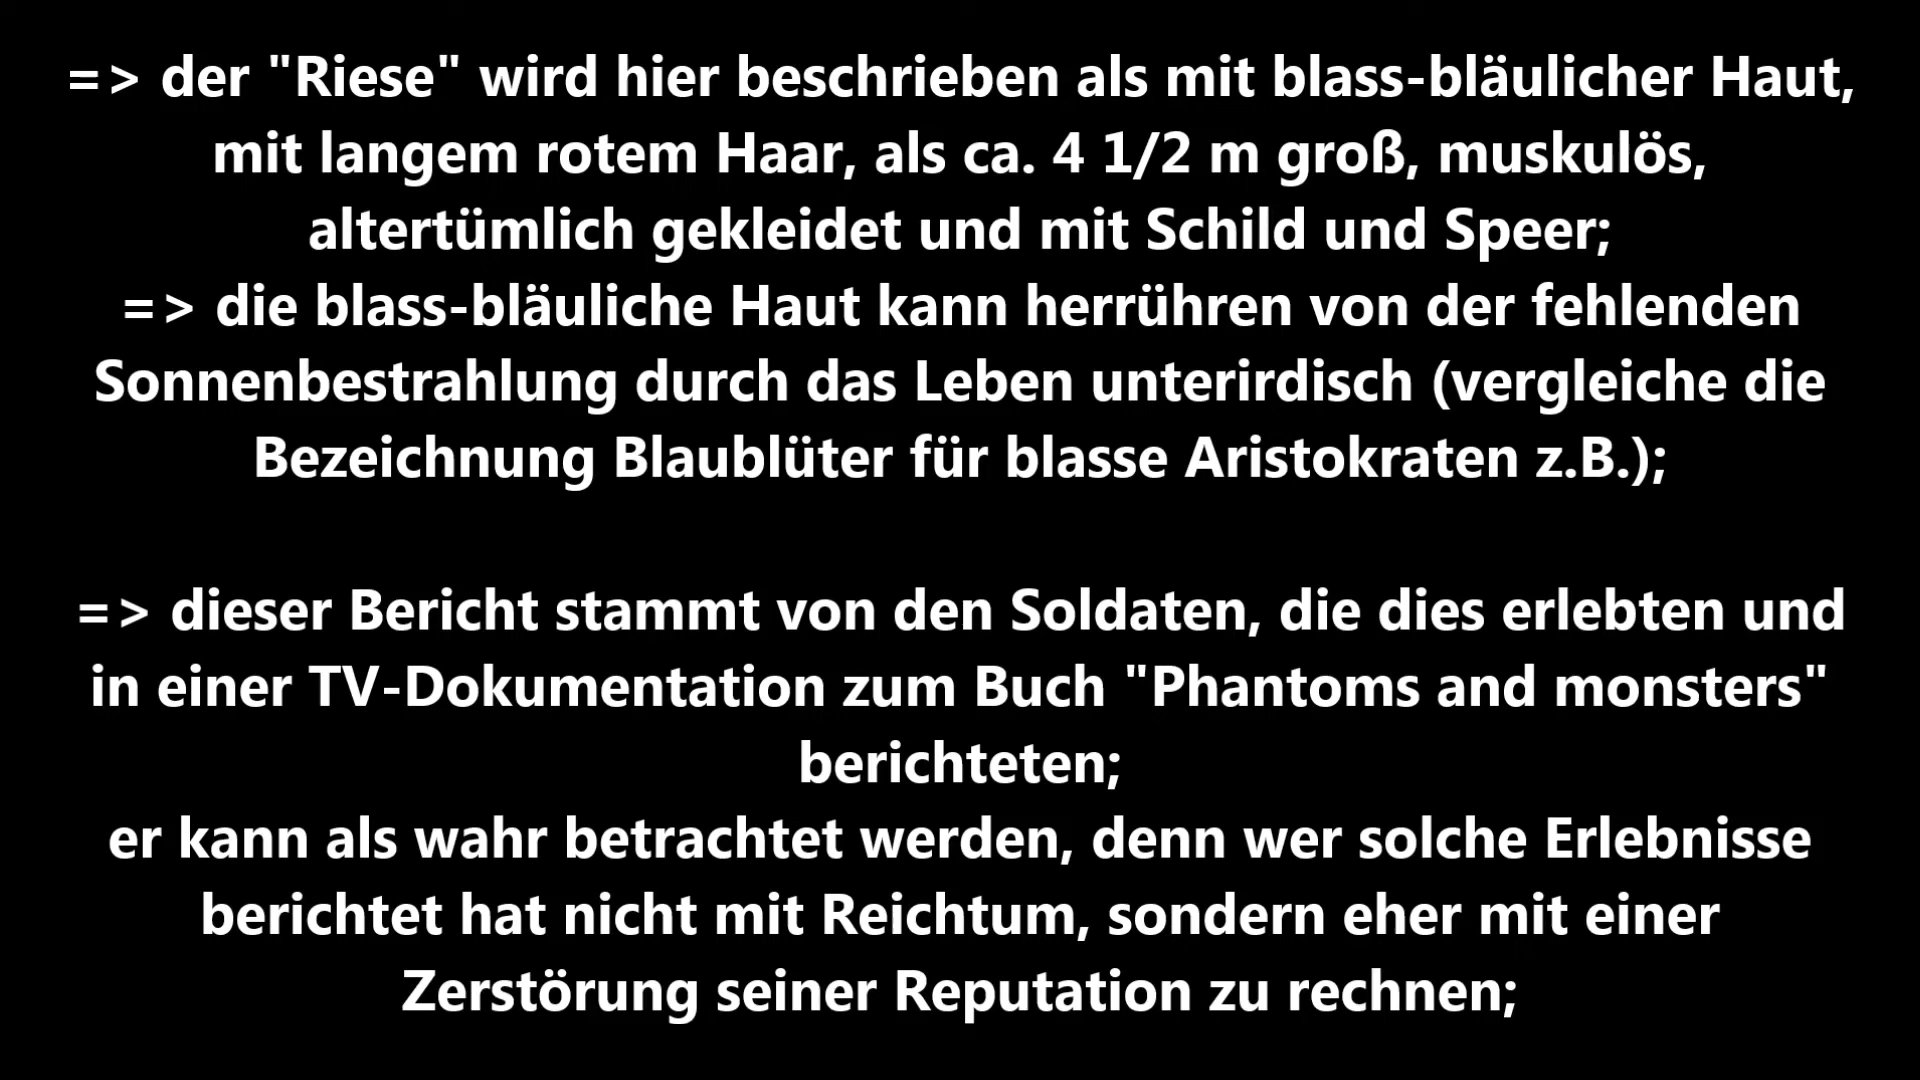 => der "Riese" wird hier beschrieben als mit blass-bläulicher Haut,
mit langem rotem Haar, als ca. 4 1/2 m groß, muskulös,
altertümlich gekleidet und mit Schild und Speer;
=> die blass-bläuliche Haut kann herrühren von der fehlenden
Sonnenbestrahlung durch das Leben unterirdisch (vergleiche die
Bezeichnung Blaublüter für blasse Aristokraten z.B.);
=> dieser Bericht stammt von den Soldaten, die dies erlebten und
in einer TV-Dokumentation zum Buch "Phantoms and monsters"
berichteten;
er kann als wahr betrachtet werden, denn wer solche Erlebnisse
berichtet hat nicht mit Reichtum, sondern eher mit einer
Zerstörung seiner Reputation zu rechnen;